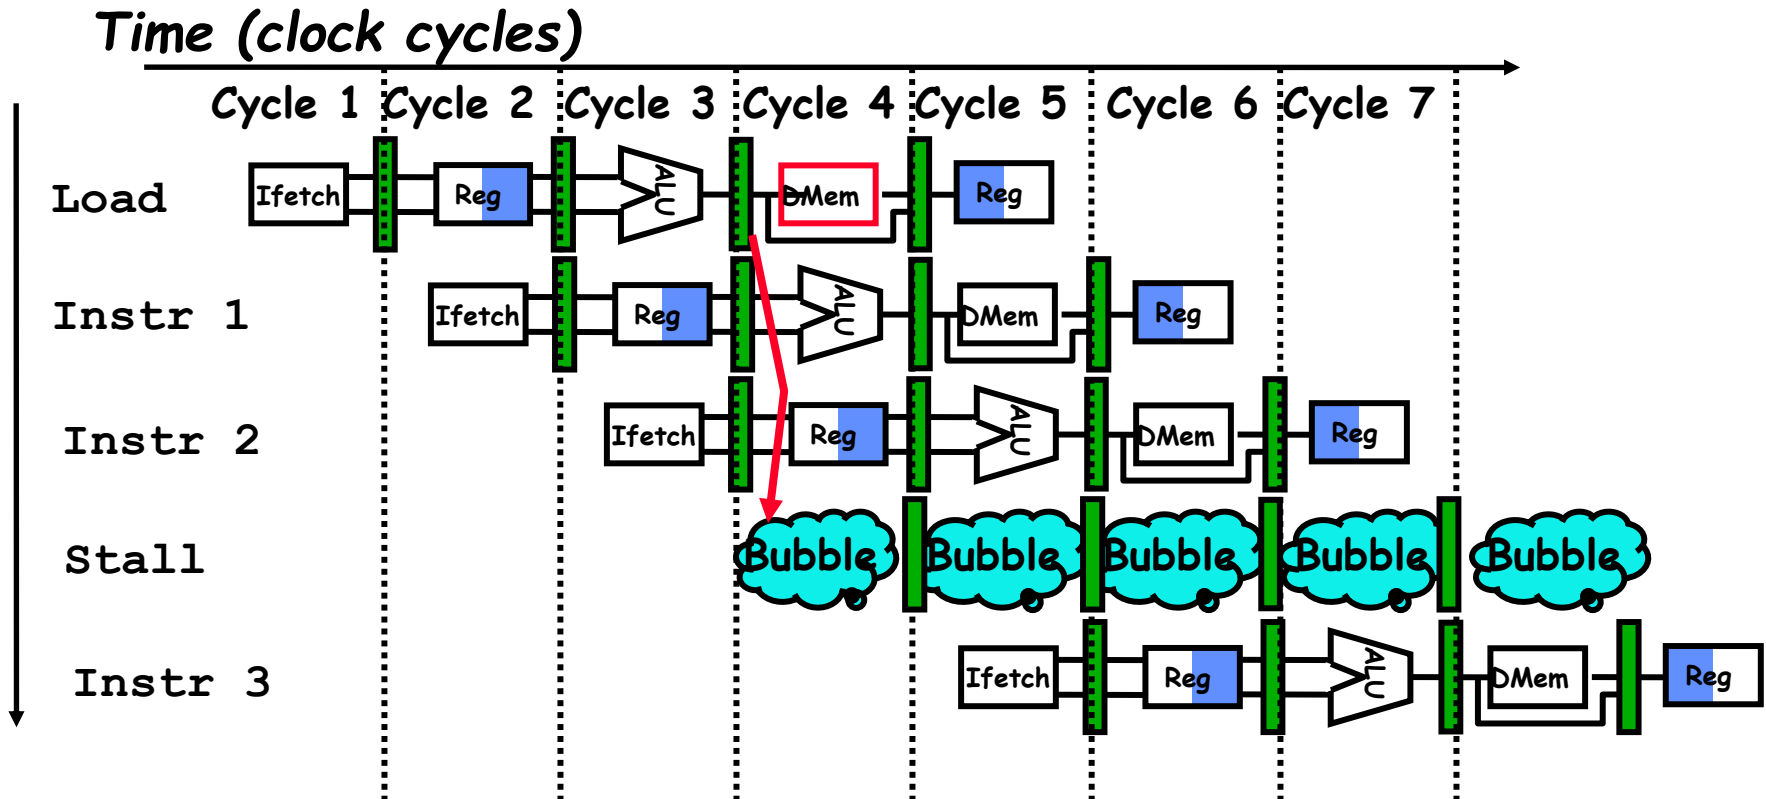 Time (clock cycles)
Cycle 1 Cycle 2 Cycle 3 Cycle 4 Cycle 5 Cycle 6 Cycle 7
Load Ifetch Reg ALU DMem Reg
Instr 1 Ifetch Reg ALU DMem Reg
Instr 2 Ifetch Reg ALU DMem Reg
Stall Bubble Bubble Bubble Bubble Bubble
Instr 3 Ifetch Reg ALU DMem Reg